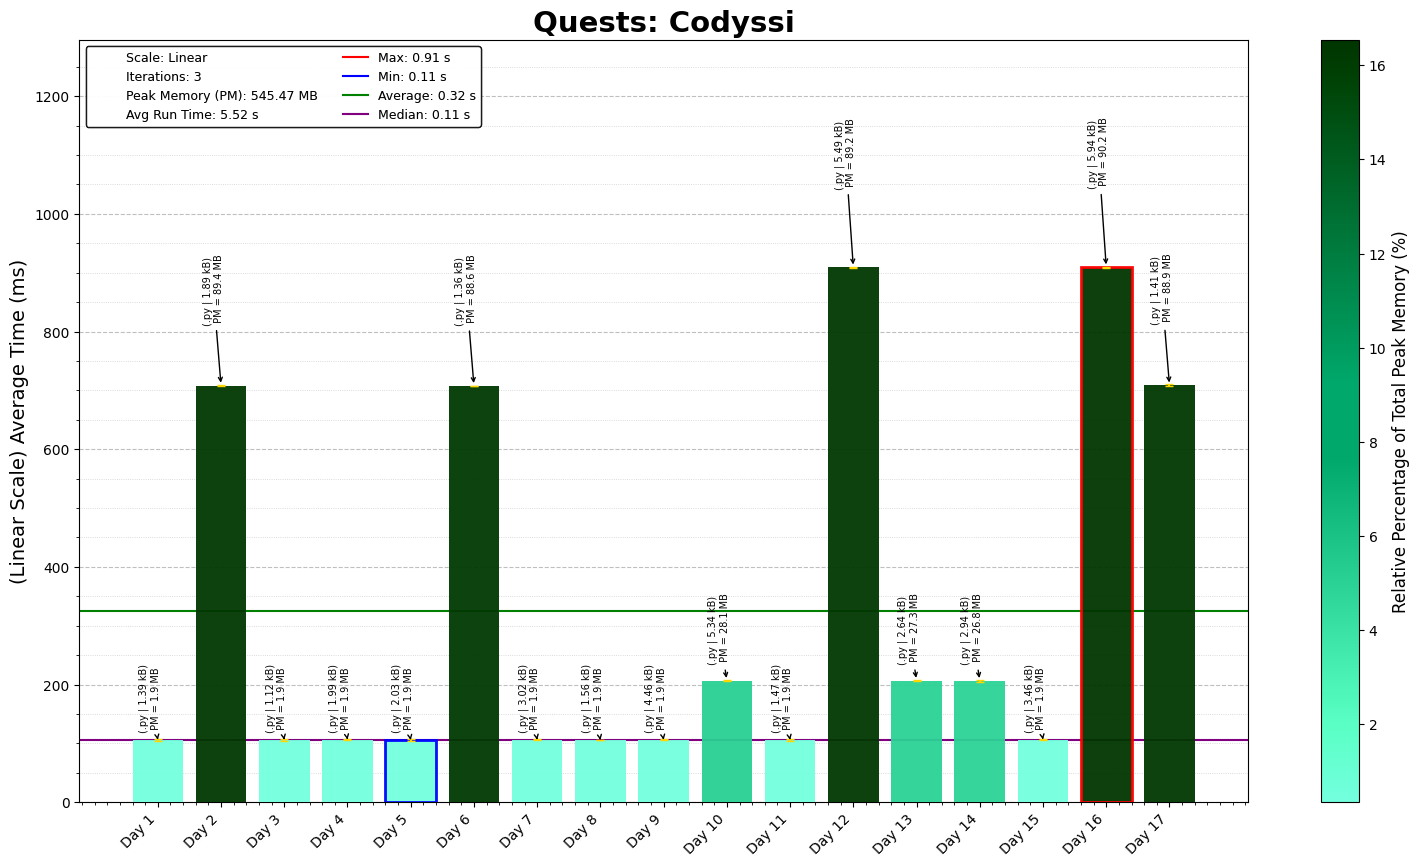 Quests: Codyssi
Scale: Linear
Iterations: 3
Peak Memory (PM): 545.47 MB
Avg Run Time: 5.52 s
Max: 0.91 s
Min: 0.11 s
Average: 0.32 s
Median: 0.11 s
(Linear Scale) Average Time (ms)
1200
1000
800
600
400
200
0
(.py | 1.39 kB)
PM = 1.9 MB
(.py | 1.89 kB)
PM = 89.4 MB
(.py | 1.12 kB)
PM = 1.9 MB
(.py | 1.99 kB)
PM = 1.9 MB
(.py | 2.03 kB)
PM = 1.9 MB
(.py | 1.36 kB)
PM = 88.6 MB
(.py | 3.02 kB)
PM = 1.9 MB
(.py | 1.56 kB)
PM = 1.9 MB
(.py | 4.46 kB)
PM = 1.9 MB
(.py | 5.34 kB)
PM = 28.1 MB
(.py | 1.47 kB)
PM = 1.9 MB
(.py | 5.49 kB)
PM = 89.2 MB
(.py | 2.64 kB)
PM = 27.3 MB
(.py | 2.94 kB)
PM = 26.8 MB
(.py | 3.46 kB)
PM = 1.9 MB
(.py | 5.94 kB)
PM = 90.2 MB
(.py | 1.41 kB)
PM = 88.9 MB
Day 1
Day 2
Day 3
Day 4
Day 5
Day 6
Day 7
Day 8
Day 9
Day 10
Day 11
Day 12
Day 13
Day 14
Day 15
Day 16
Day 17
16
14
12
10
8
6
4
2
Relative Percentage of Total Peak Memory (%)